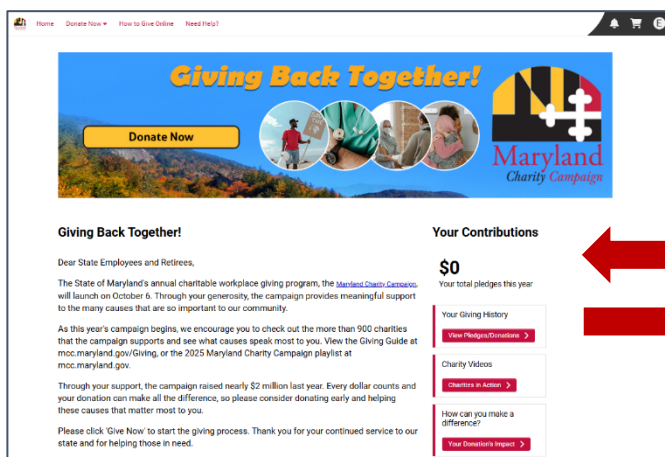 Home Donate Now How to Give Online Need Help?
E
Giving Back Together!
Donate Now
Maryland
Charity Campaign
Giving Back Together!
Dear State Employees and Retirees,
The State of Maryland's annual charitable workplace giving program, the Maryland Charity Campaign,
will launch on October 6. Through your generosity, the campaign provides meaningful support
to the many causes that are so important to our community.
As this year's campaign begins, we encourage you to check out the more than 900 charities
that the campaign supports and see what causes speak most to you. View the Giving Guide at
mcc.maryland.gov/Giving, or the 2025 Maryland Charity Campaign playlist at
mcc.maryland.gov.
Through your support, the campaign raised nearly $2 million last year. Every dollar counts and
your donation can make all the difference, so please consider donating early and helping
these causes that matter most to you.
Please click 'Give Now' to start the giving process. Thank you for your continued service to our
state and for helping those in need.
Your Contributions
$0
Your total pledges this year
Your Giving History
View Pledges/Donations
Charity Videos
Charities in Action
How can you make a
difference?
Your Donation's Impact